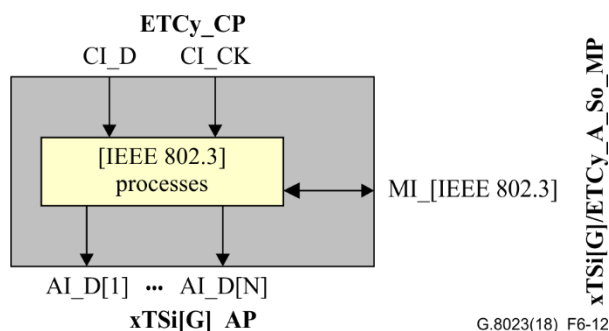 ETCy_CP
CI_D CI_CK
[IEEE 802.3]
processes
MI_[IEEE 802.3]
AI_D[1] ... AI_D[N]
xTSi[G]_AP
xTSi[G]/ETCy_A_So_MP
G.8023(18)_F6-12